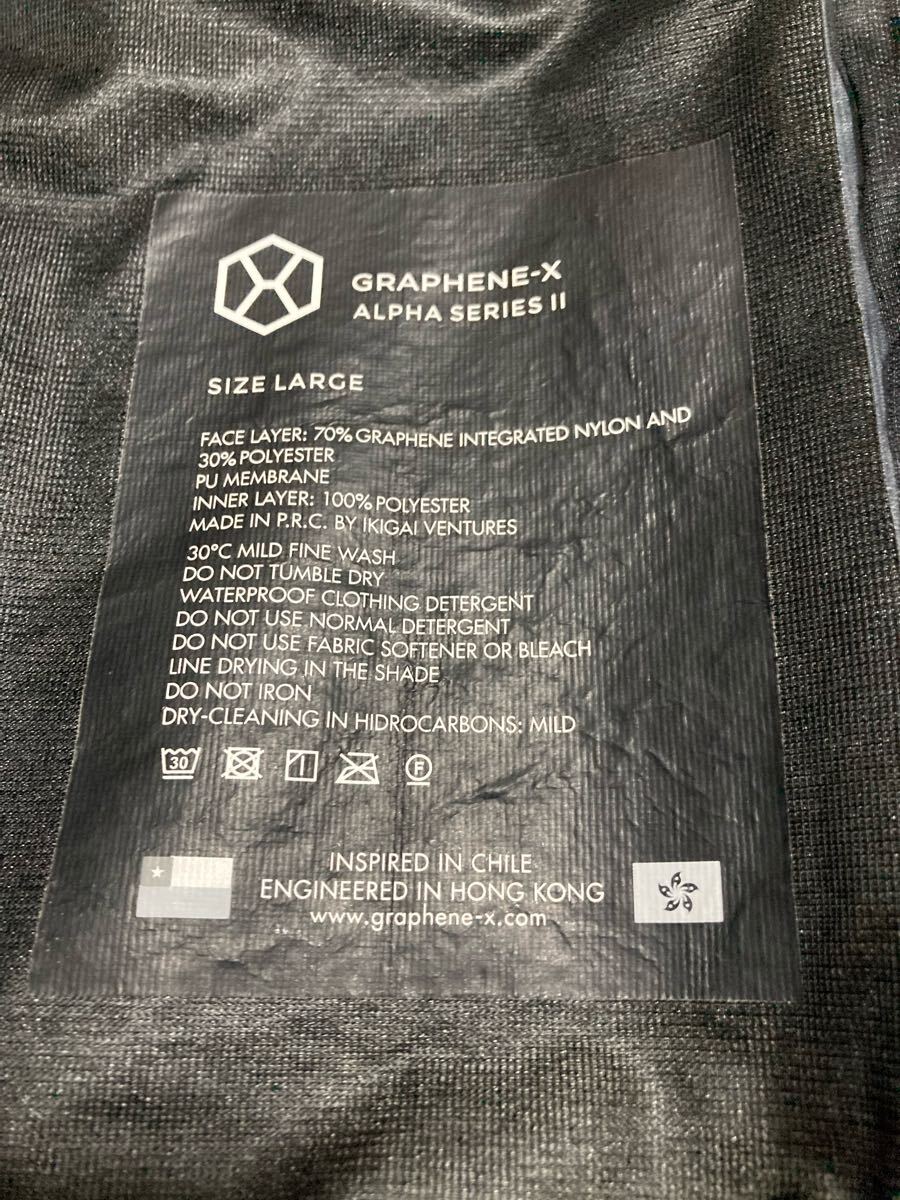 GRAPHENE-X
ALPHA SERIES II
SIZE LARGE
FACE LAYER: 70% GRAPHENE INTEGRATED NYLON AND
30% POLYESTER
PU MEMBRANE
INNER LAYER: 100% POLYESTER
MADE IN P.R.C. BY IKIGAI VENTURES
30°C MILD FINE WASH
DO NOT TUMBLE DRY
WATERPROOF CLOTHING DETERGENT
DO NOT USE NORMAL DETERGENT
DO NOT USE FABRIC SOFTENER OR BLEACH
LINE DRYING IN THE SHADE
DO NOT IRON
DRY-CLEANING IN HIDROCARBONS: MILD
30 F
INSPIRED IN CHILE
ENGINEERED IN HONG KONG
www.graphene-x.com